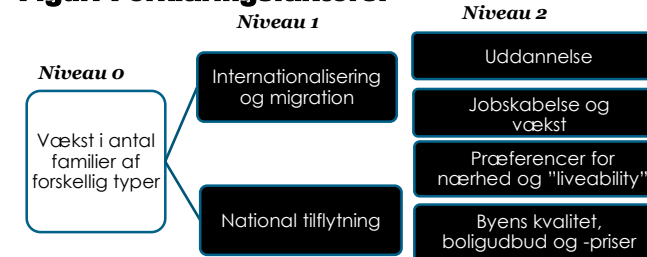 Niveau 1
Niveau 2
Niveau 0
Vækst i antal
familier af
forskellig typer
Internationalisering
og migration
National tilflytning
Uddannelse
Jobskabelse og
vækst
Præferencer for
nærhed og ”liveability”
Byens kvalitet,
boligudbud og -priser